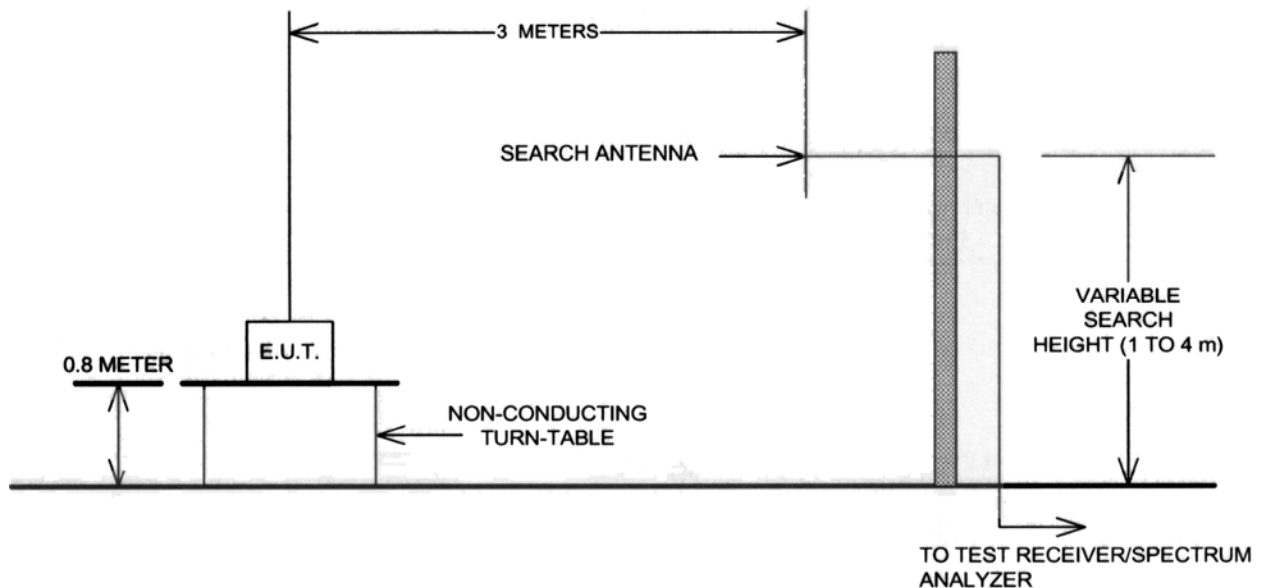 3 METERS
SEARCH ANTENNA
E.U.T.
0.8 METER
NON-CONDUCTING
TURN-TABLE
VARIABLE
SEARCH
HEIGHT (1 TO 4 m)
TO TEST RECEIVER/SPECTRUM
ANALYZER